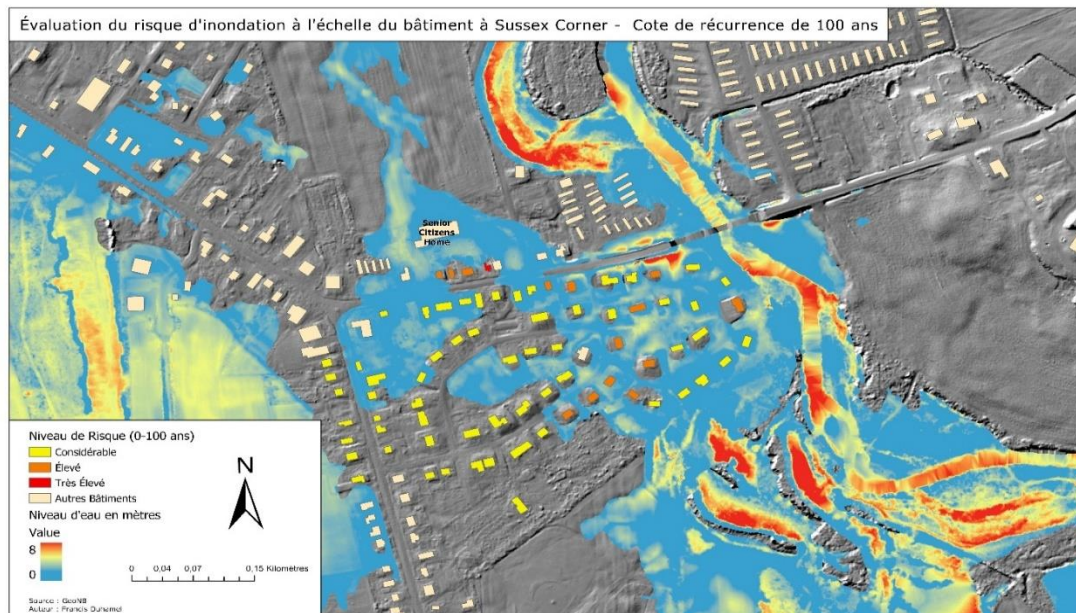 Évaluation du risque d'inondation à l'échelle du bâtiment à Sussex Corner - Cote de récurrence de 100 ans
Senior
Citizens
Home
Niveau de Risque (0-100 ans)
Considérable
Élevé
Très Élevé
Autres Bâtiments
Niveau d'eau en mètres
Value
8
0
N
0 0,04 0,07 0,15 Kilomètres
Source : GeoNB
Auteur : Francis Duhamel